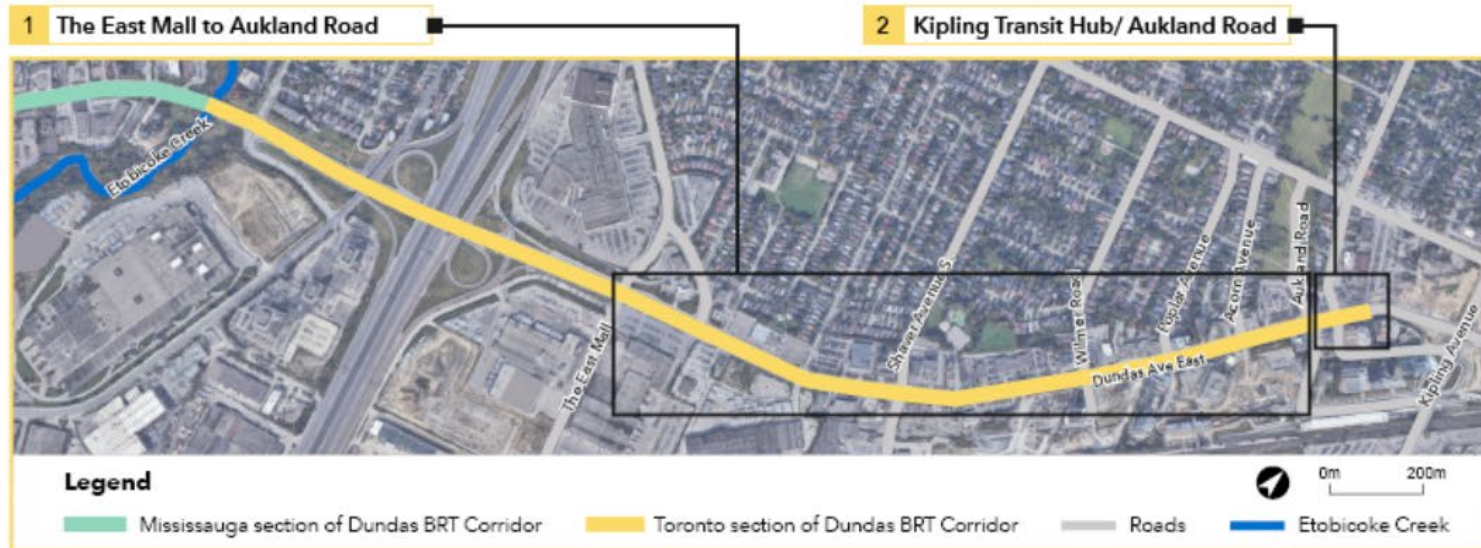 1 The East Mall to Aukland Road
2 Kipling Transit Hub/ Aukland Road
Etobicoke Creek
The East Mall
Shaver Avenue S
Wilmer Road
Poplar Avenue
Acorn Avenue
Aukland Road
Dundas Ave East
Kipling Avenue
Legend
0m 200m
Mississauga section of Dundas BRT Corridor
Toronto section of Dundas BRT Corridor
Roads
Etobicoke Creek